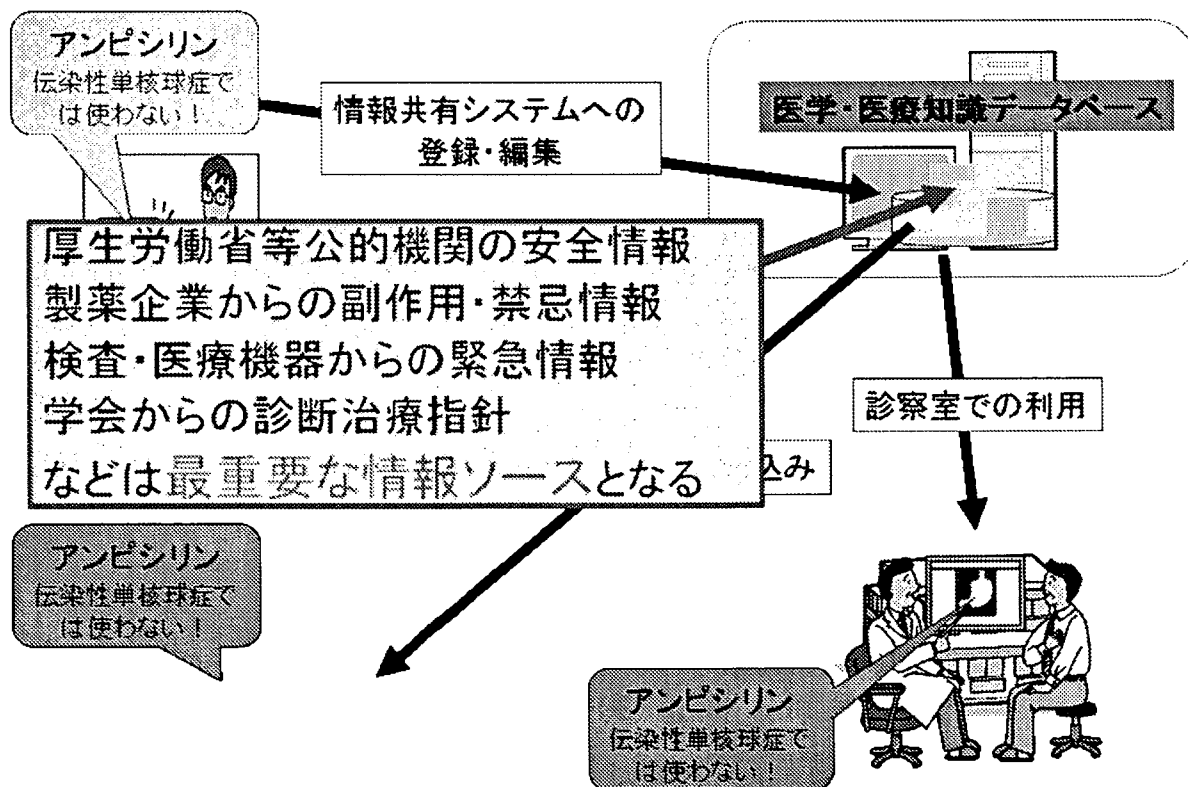 アンピシリン
伝染性単核球症で
は使わない！
情報共有システムへの
登録・編集
医学・医療知識データベース
厚生労働省等公的機関の安全情報
製薬企業からの副作用・禁忌情報
検査・医療機器からの緊急情報
学会からの診断治療指針
などは最重要な情報ソースとなる
込み
診察室での利用
アンピシリン
伝染性単核球症で
は使わない！
アンピシリン
伝染性単核球症で
は使わない！